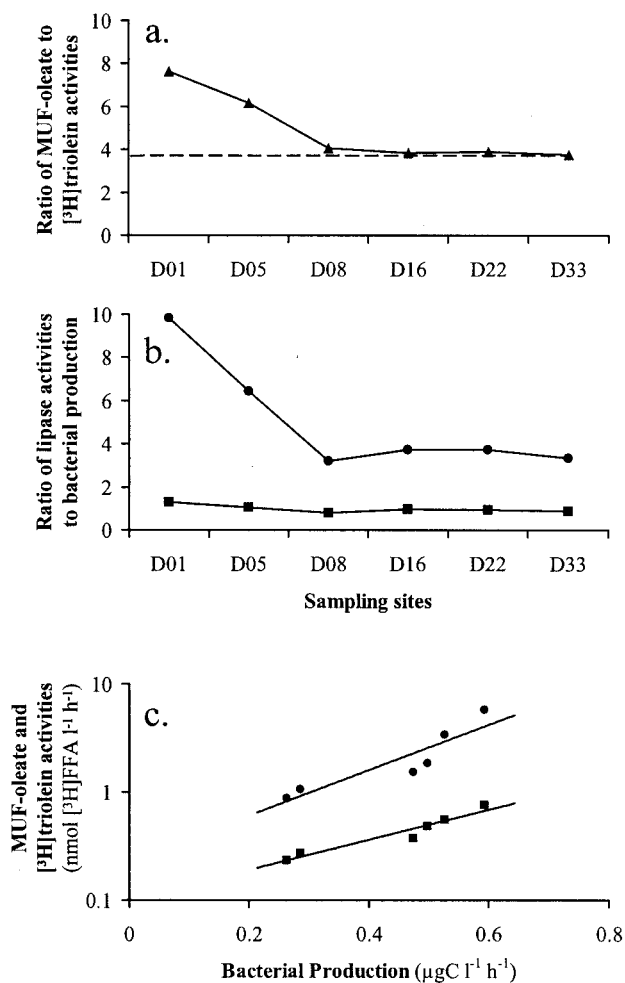 a.
Ratio of MUF-oleate to
[³H]triolein activities
10
8
6
4
2
0
D01 D05 D08 D16 D22 D33
b.
Ratio of lipase activities
to bacterial production
10
8
6
4
2
0
D01 D05 D08 D16 D22 D33
Sampling sites
c.
MUF-oleate and
[³H]triolein activities
(nmol [³H]FFA l⁻¹ h⁻¹)
10
1
0.1
0 0.2 0.4 0.6 0.8
Bacterial Production (µgC l⁻¹ h⁻¹)